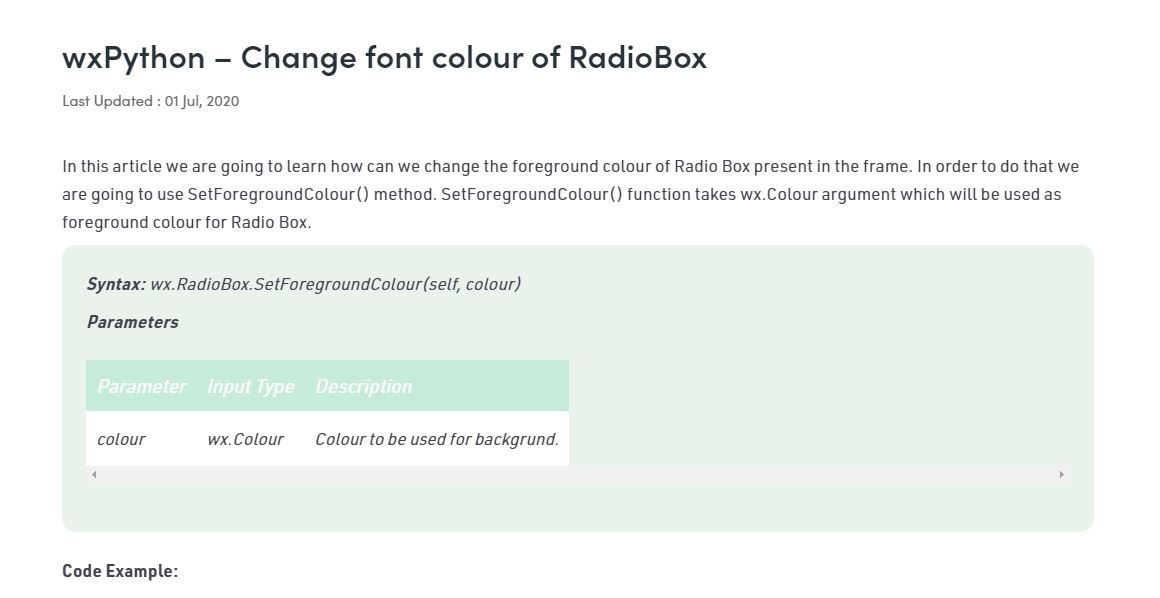 wxPython – Change font colour of RadioBox
Last Updated : 01 Jul, 2020
In this article we are going to learn how can we change the foreground colour of Radio Box present in the frame. In order to do that we
are going to use SetForegroundColour() method. SetForegroundColour() function takes wx.Colour argument which will be used as
foreground colour for Radio Box.
Syntax: wx.RadioBox.SetForegroundColour(self, colour)
Parameters
Parameter Input Type Description
colour wx.Colour Colour to be used for backgrund.
Code Example: